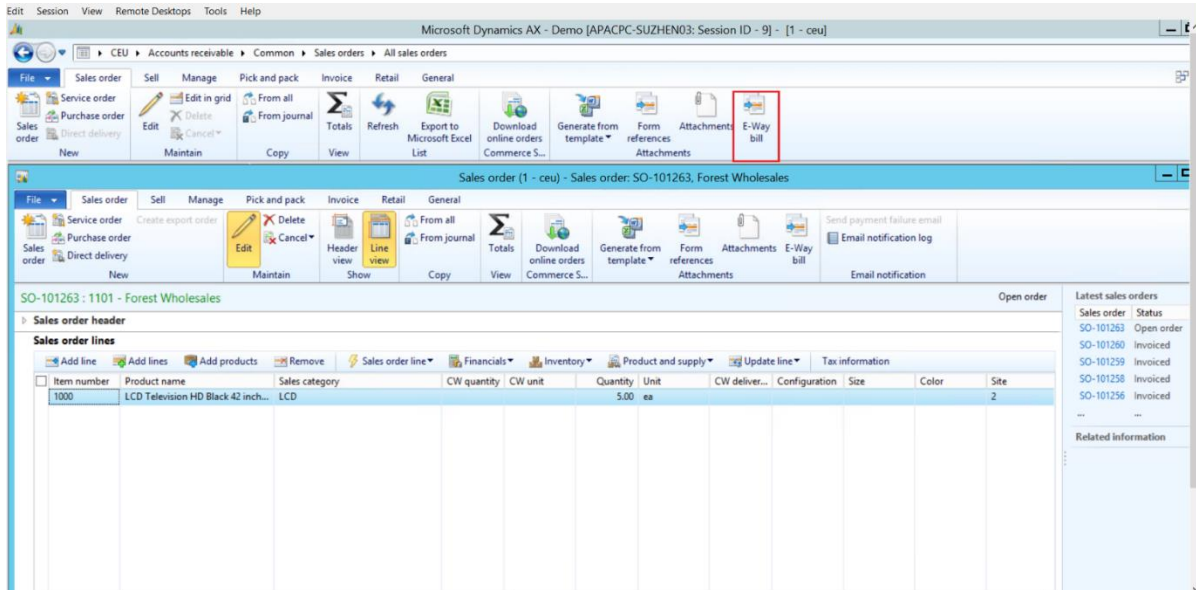 Edit Session View Remote Desktops Tools Help
Microsoft Dynamics AX - Demo [APACPC-SUZHEN03: Session ID - 9] - [1 - ceu]
CEU Accounts receivable Common Sales orders All sales orders
File Sales order Sell Manage Pick and pack Invoice Retail General
Sales order
Service order
Purchase order
Direct delivery
New
Edit
Edit in grid
Delete
Cancel
Maintain
From all
From journal
Copy
Totals
View
Refresh
Export to Microsoft Excel
List
Download online orders
Commerce S...
Generate from template
Form references
Attachments
E-Way bill
Attachments
Sales order (1 - ceu) - Sales order: SO-101263, Forest Wholesales
File Sales order Sell Manage Pick and pack Invoice Retail General
Sales order
Service order
Purchase order
Direct delivery
Create export order
New
Edit
Delete
Cancel
Maintain
Header view
Line view
Show
From all
From journal
Copy
Totals
View
Download online orders
Commerce S...
Generate from template
Form references
Attachments
E-Way bill
Attachments
Send payment failure email
Email notification log
Email notification
SO-101263 : 1101 - Forest Wholesales Open order
Sales order header
Sales order lines
Add line Add lines Add products Remove Sales order line Financials Inventory Product and supply Update line Tax information
Item number Product name Sales category CW quantity CW unit Quantity Unit CW deliver... Configuration Size Color Site
1000 LCD Television HD Black 42 inch... LCD 5.00 ea 2
Latest sales orders
Sales order Status
SO-101263 Open order
SO-101260 Invoiced
SO-101259 Invoiced
SO-101258 Invoiced
SO-101256 Invoiced
... ...
Related information